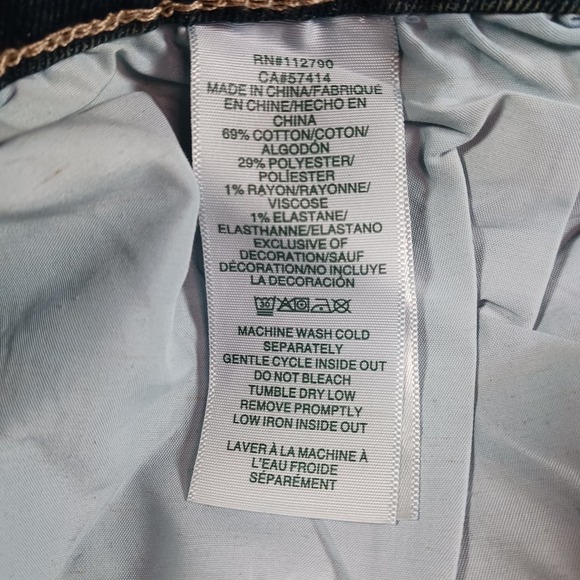 RN#112790
CA#57414
MADE IN CHINA/FABRIQUÉ
EN CHINE/HECHO EN
CHINA
69% COTTON/COTON/
ALGODÓN
29% POLYESTER/
POLIÉSTER
1% RAYON/RAYONNE/
VISCOSE
1% ELASTANE/
ELASTHANNE/ELASTANO
EXCLUSIVE OF
DECORATION/SAUF
DÉCORATION/NO INCLUYE
LA DECORACIÓN
MACHINE WASH COLD
SEPARATELY
GENTLE CYCLE INSIDE OUT
DO NOT BLEACH
TUMBLE DRY LOW
REMOVE PROMPTLY
LOW IRON INSIDE OUT
LAVER À LA MACHINE À
L'EAU FROIDE
SÉPARÉMENT